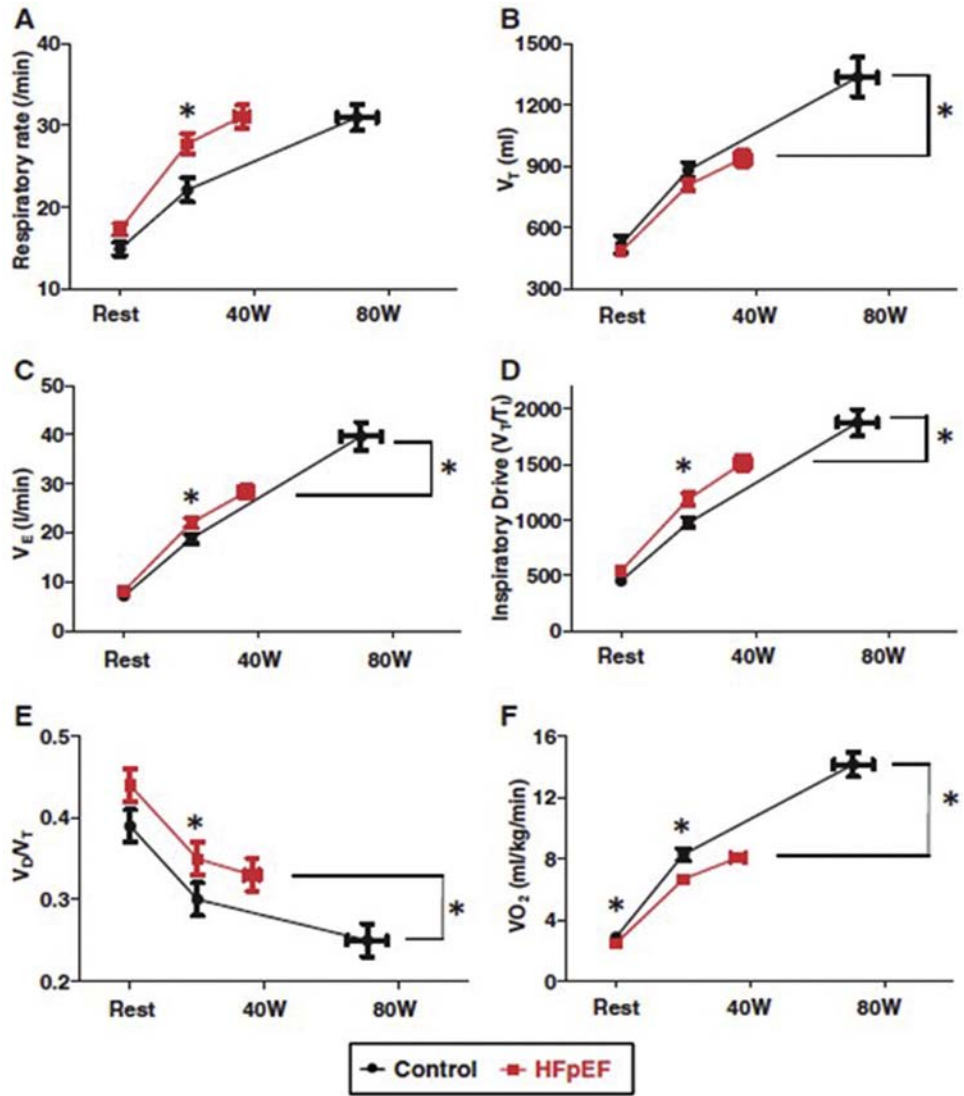 A
Respiratory rate (/min)
40
30
20
10
*
Rest 40W 80W
B
V_T (ml)
1500
1200
900
600
300
*
Rest 40W 80W
C
V_E (l/min)
50
40
30
20
10
0
*
*
Rest 40W 80W
D
Inspiratory Drive (V_T/T_I)
2000
1500
1000
500
0
*
*
Rest 40W 80W
E
V_D/V_T
0.5
0.4
0.3
0.2
*
*
Rest 40W 80W
F
VO₂ (ml/kg/min)
16
12
8
4
0
*
*
*
Rest 40W 80W
Control HFpEF